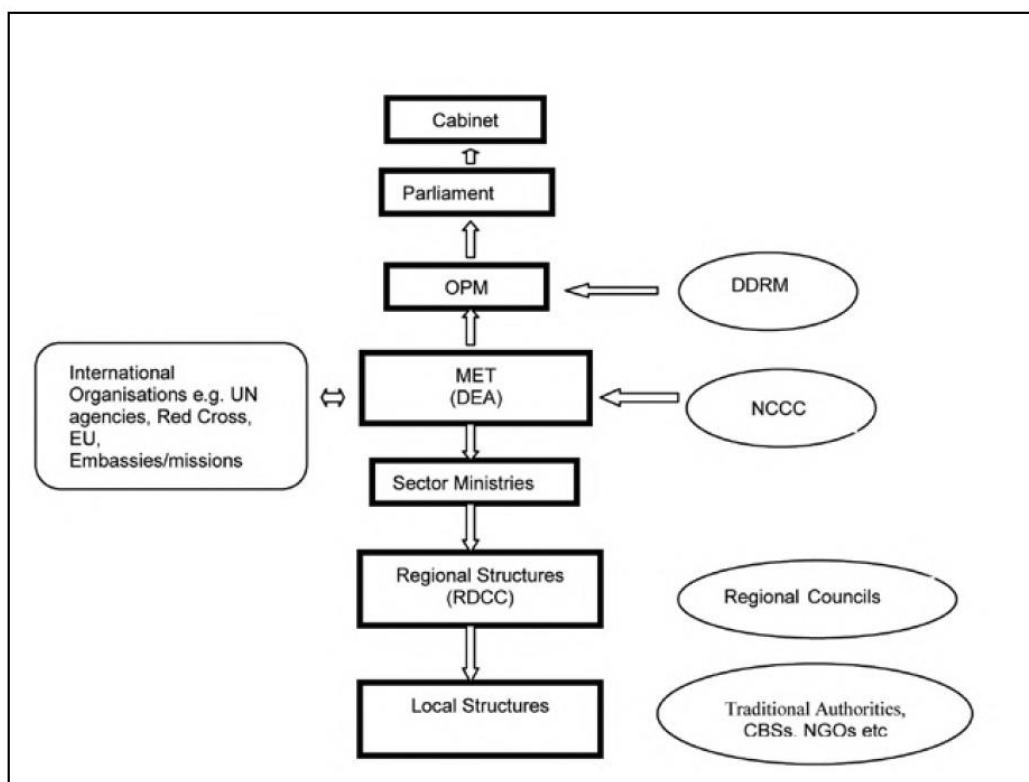 Cabinet
Parliament
OPM
DDRM
International
Organisations e.g. UN
agencies, Red Cross,
EU,
Embassies/missions
MET
(DEA)
NCCC
Sector Ministries
Regional Structures
(RDCC)
Regional Councils
Local Structures
Traditional Authorities,
CBSs, NGOs etc